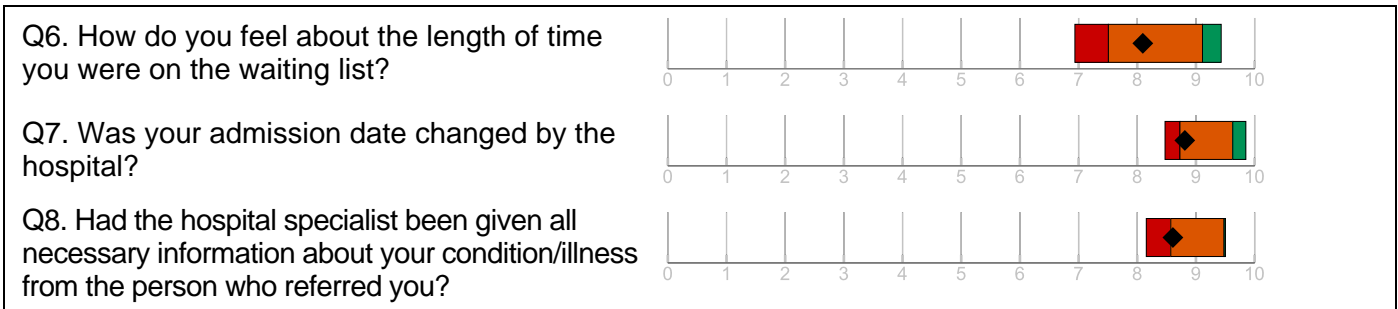 Q6. How do you feel about the length of time
you were on the waiting list?
0 1 2 3 4 5 6 7 8 9 10
Q7. Was your admission date changed by the
hospital?
0 1 2 3 4 5 6 7 8 9 10
Q8. Had the hospital specialist been given all
necessary information about your condition/illness
from the person who referred you?
0 1 2 3 4 5 6 7 8 9 10